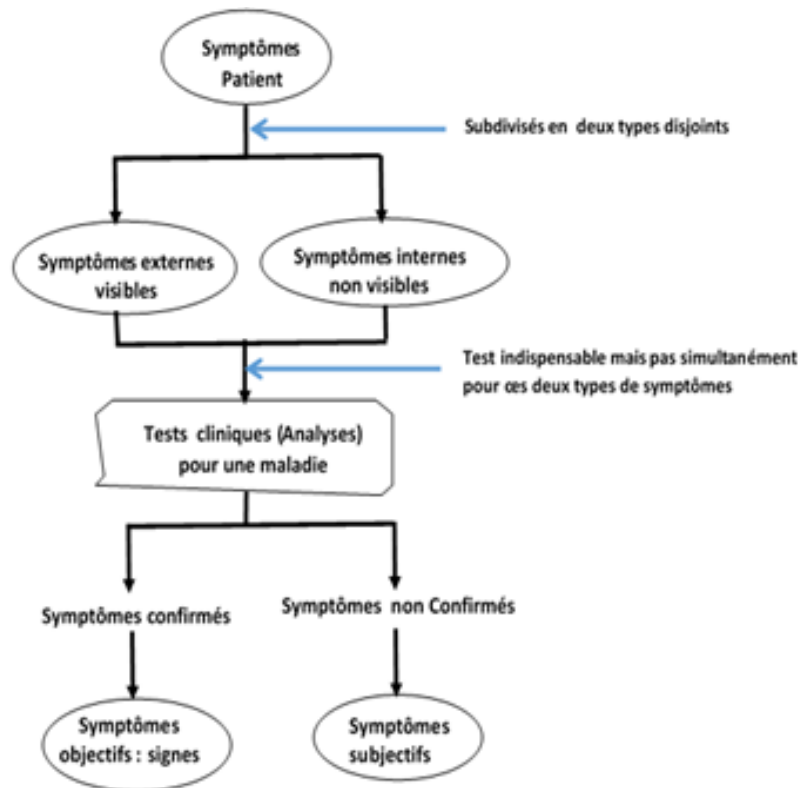 Symptômes
Patient
Subdivisés en deux types disjoints
Symptômes externes
visibles
Symptômes internes
non visibles
Test indispensable mais pas simultanément
pour ces deux types de symptômes
Tests cliniques (Analyses)
pour une maladie
Symptômes confirmés
Symptômes non Confirmés
Symptômes
objectifs : signes
Symptômes
subjectifs